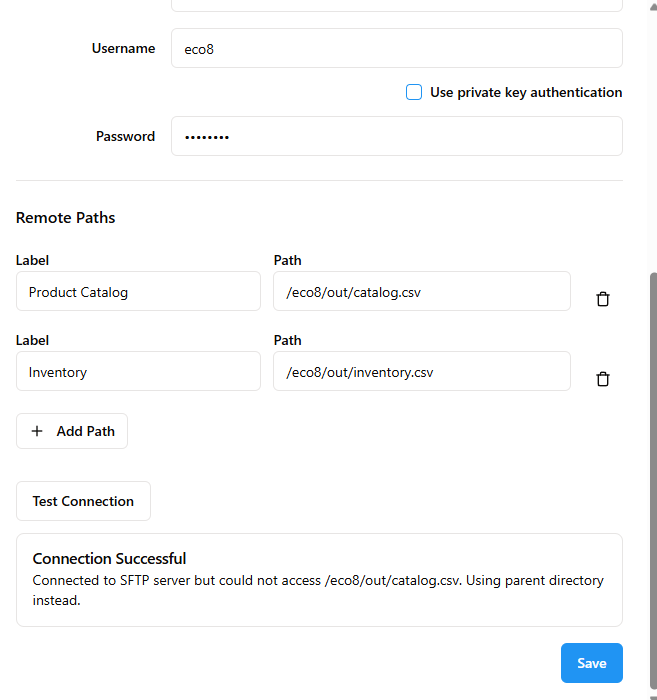 Username
eco8
Use private key authentication
Password
••••••••
Remote Paths
Label Path
Product Catalog /eco8/out/catalog.csv
Label Path
Inventory /eco8/out/inventory.csv
+ Add Path
Test Connection
Connection Successful
Connected to SFTP server but could not access /eco8/out/catalog.csv. Using parent directory
instead.
Save